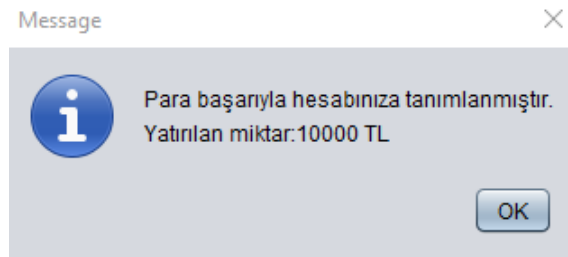 Message
Para başarıyla hesabınıza tanımlanmıştır.
Yatırılan miktar:10000 TL
OK